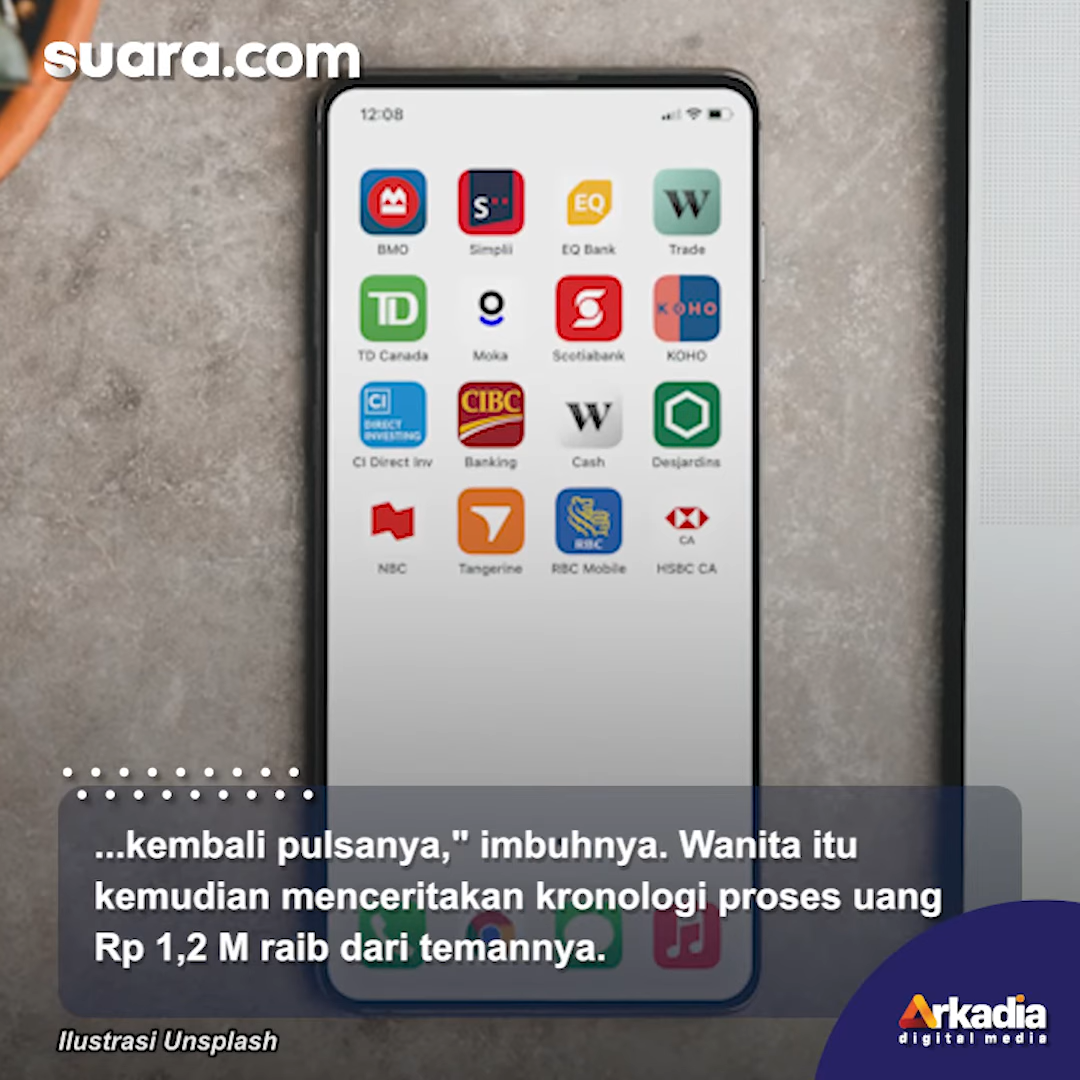 suara.com
12:08
BMO
S
Simplii
EQ
EQ Bank
W
Trade
TD
TD Canada
Moka
Scotiabank
KOHO
KOHO
CI
DIRECT
INVESTING
CI Direct Inv
CIBC
Banking
W
Cash
Desjardins
NBC
Tangerine
RBC
RBC Mobile
CA
HSBC CA
...kembali pulsanya," imbuhnya. Wanita itu
kemudian menceritakan kronologi proses uang
Rp 1,2 M raib dari temannya.
Ilustrasi Unsplash
Arkadia
digital media